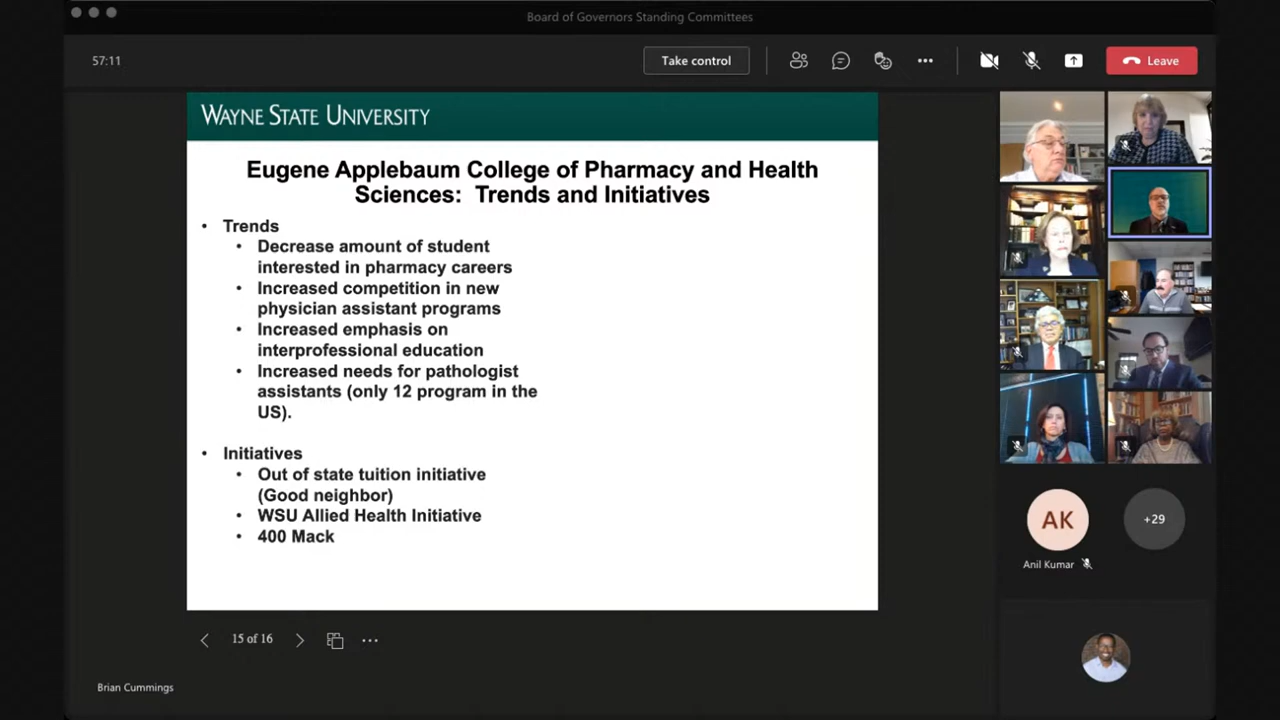 Board of Governors Standing Committees
57:11
Take control
Leave
WAYNE STATE UNIVERSITY
Eugene Applebaum College of Pharmacy and Health
Sciences: Trends and Initiatives
• Trends
• Decrease amount of student
interested in pharmacy careers
• Increased competition in new
physician assistant programs
• Increased emphasis on
interprofessional education
• Increased needs for pathologist
assistants (only 12 program in the
US).
• Initiatives
• Out of state tuition initiative
(Good neighbor)
• WSU Allied Health Initiative
• 400 Mack
AK
+29
Anil Kumar
15 of 16
Brian Cummings